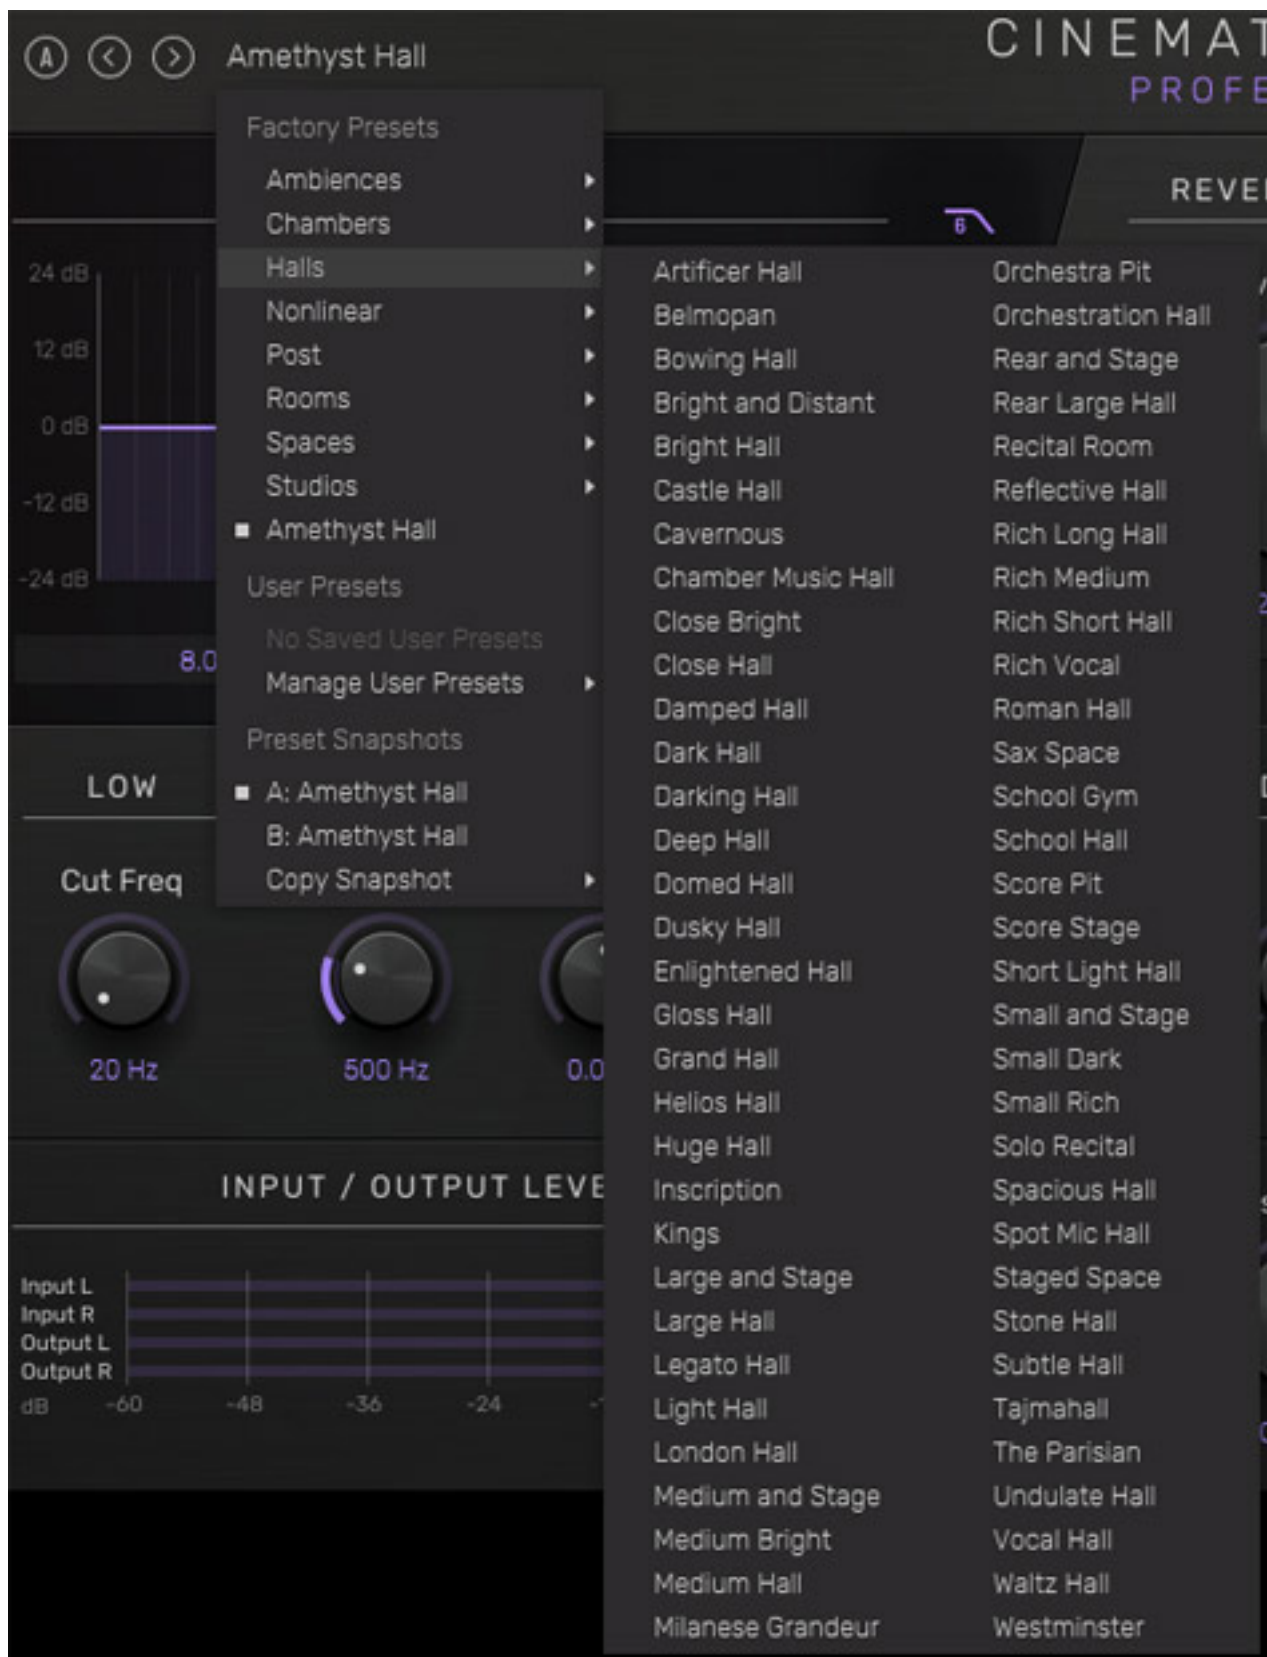 A
Amethyst Hall
CINEMAT
PROFE
Factory Presets
Ambiences
Chambers
Halls
Nonlinear
Post
Rooms
Spaces
Studios
Amethyst Hall
User Presets
No Saved User Presets
Manage User Presets
Preset Snapshots
A: Amethyst Hall
B: Amethyst Hall
Copy Snapshot
6
REVE
24 dB
12 dB
0 dB
-12 dB
-24 dB
8.0
Artificer Hall
Belmopan
Bowing Hall
Bright and Distant
Bright Hall
Castle Hall
Cavernous
Chamber Music Hall
Close Bright
Close Hall
Damped Hall
Dark Hall
Darking Hall
Deep Hall
Domed Hall
Dusky Hall
Enlightened Hall
Gloss Hall
Grand Hall
Helios Hall
Huge Hall
Inscription
Kings
Large and Stage
Large Hall
Legato Hall
Light Hall
London Hall
Medium and Stage
Medium Bright
Medium Hall
Milanese Grandeur
Orchestra Pit
Orchestration Hall
Rear and Stage
Rear Large Hall
Recital Room
Reflective Hall
Rich Long Hall
Rich Medium
Rich Short Hall
Rich Vocal
Roman Hall
Sax Space
School Gym
School Hall
Score Pit
Score Stage
Short Light Hall
Small and Stage
Small Dark
Small Rich
Solo Recital
Spacious Hall
Spot Mic Hall
Staged Space
Stone Hall
Subtle Hall
Tajmahall
The Parisian
Undulate Hall
Vocal Hall
Waltz Hall
Westminster
LOW
Cut Freq
20 Hz
500 Hz
0.0
INPUT / OUTPUT LEVE
Input L
Input R
Output L
Output R
dB -60 -48 -36 -24